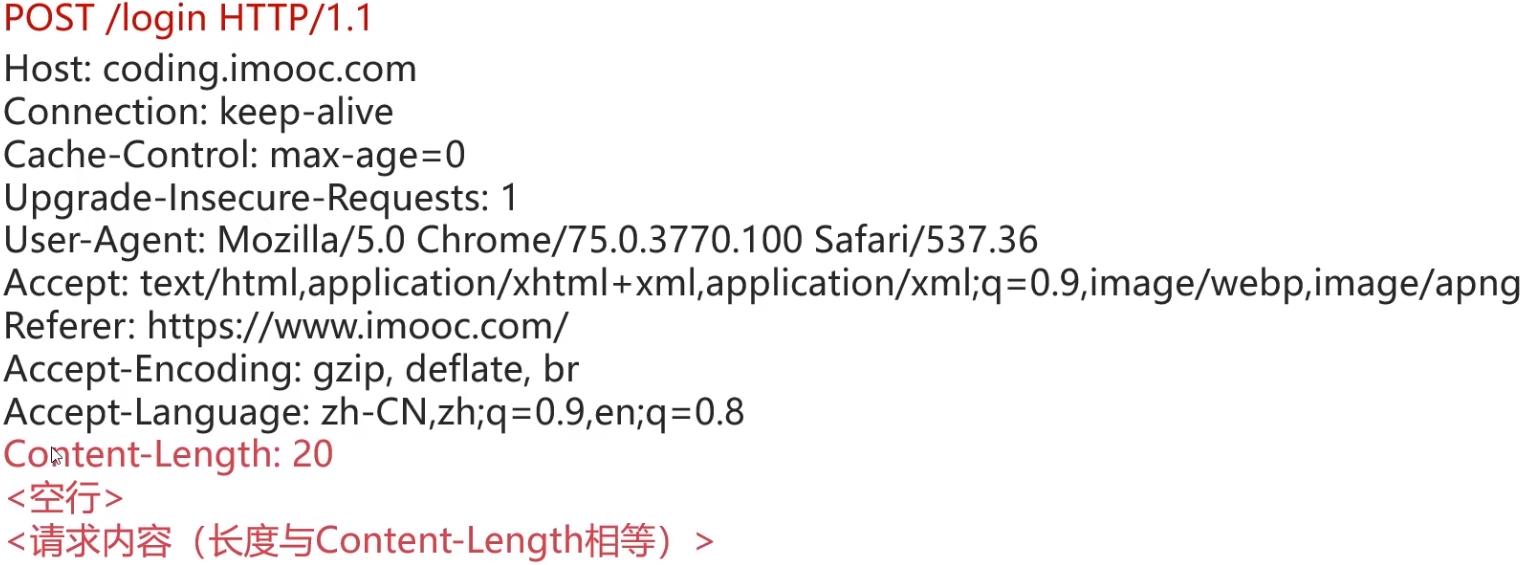 POST /login HTTP/1.1
Host: coding.imooc.com
Connection: keep-alive
Cache-Control: max-age=0
Upgrade-Insecure-Requests: 1
User-Agent: Mozilla/5.0 Chrome/75.0.3770.100 Safari/537.36
Accept: text/html,application/xhtml+xml,application/xml;q=0.9,image/webp,image/apng
Referer: https://www.imooc.com/
Accept-Encoding: gzip, deflate, br
Accept-Language: zh-CN,zh;q=0.9,en;q=0.8
Content-Length: 20
<空行>
<请求内容（长度与Content-Length相等）>